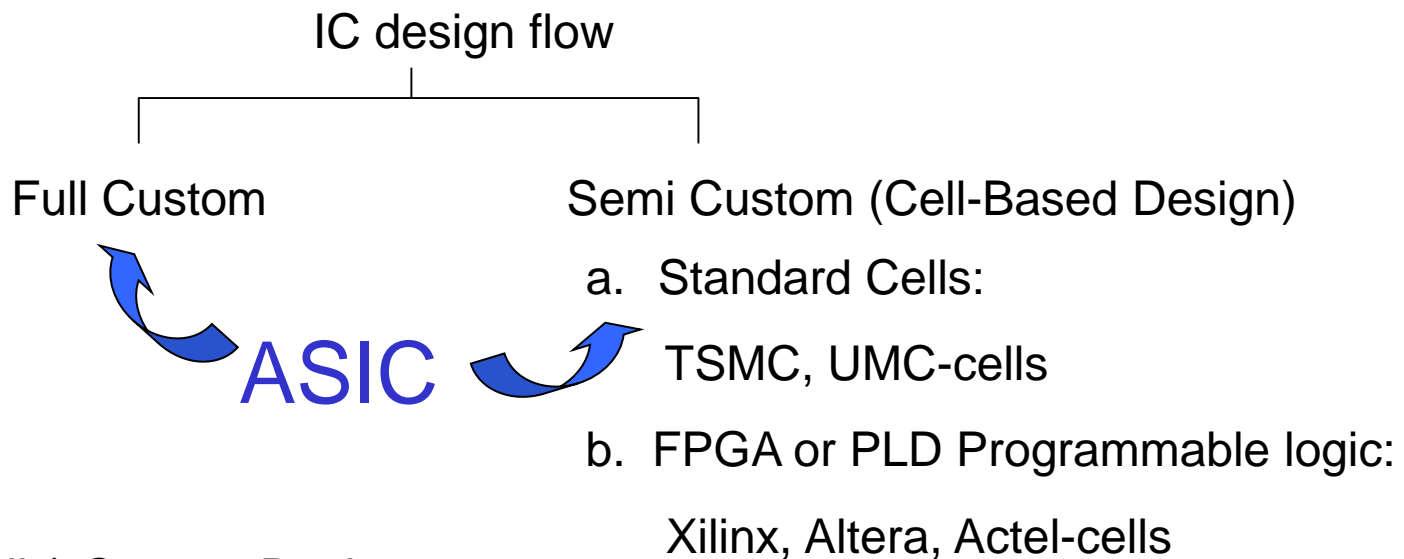 IC design flow
Full Custom
Semi Custom (Cell-Based Design)
a. Standard Cells:
ASIC
TSMC, UMC-cells
b. FPGA or PLD Programmable logic:
Xilinx, Altera, Actel-cells